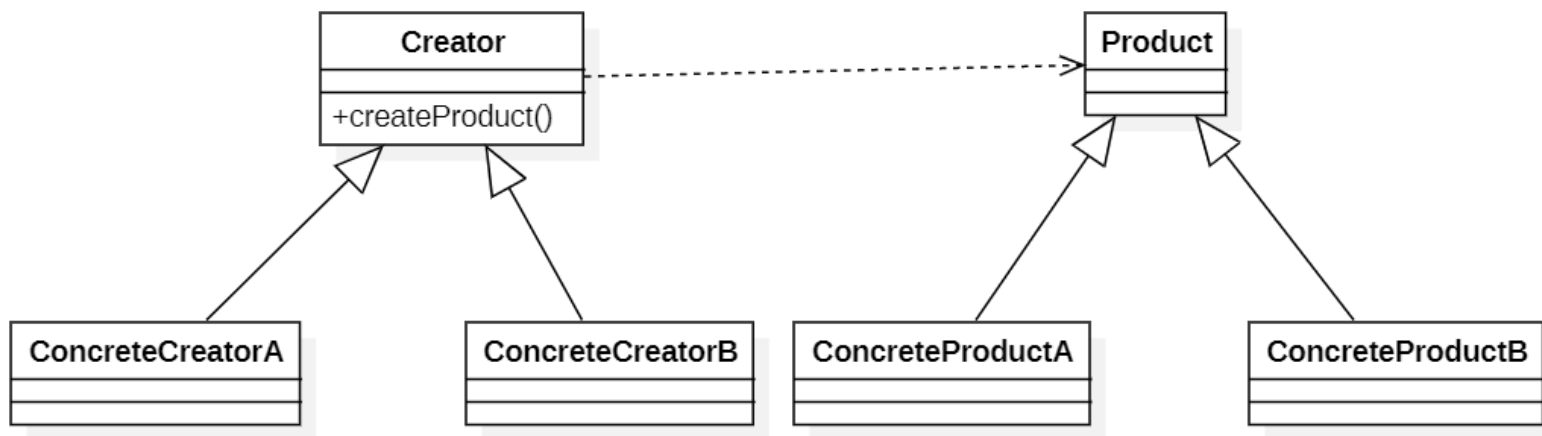 Creator
Product
+createProduct()
ConcreteCreatorA
ConcreteCreatorB
ConcreteProductA
ConcreteProductB